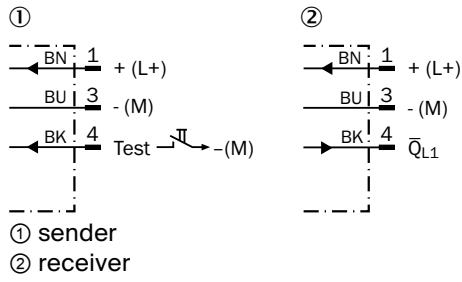 ① ②
BN 1 + (L+) BN 1 + (L+)
BU 3 - (M) BU 3 - (M)
BK 4 Test –(M) BK 4 Q̅L1
① sender
② receiver